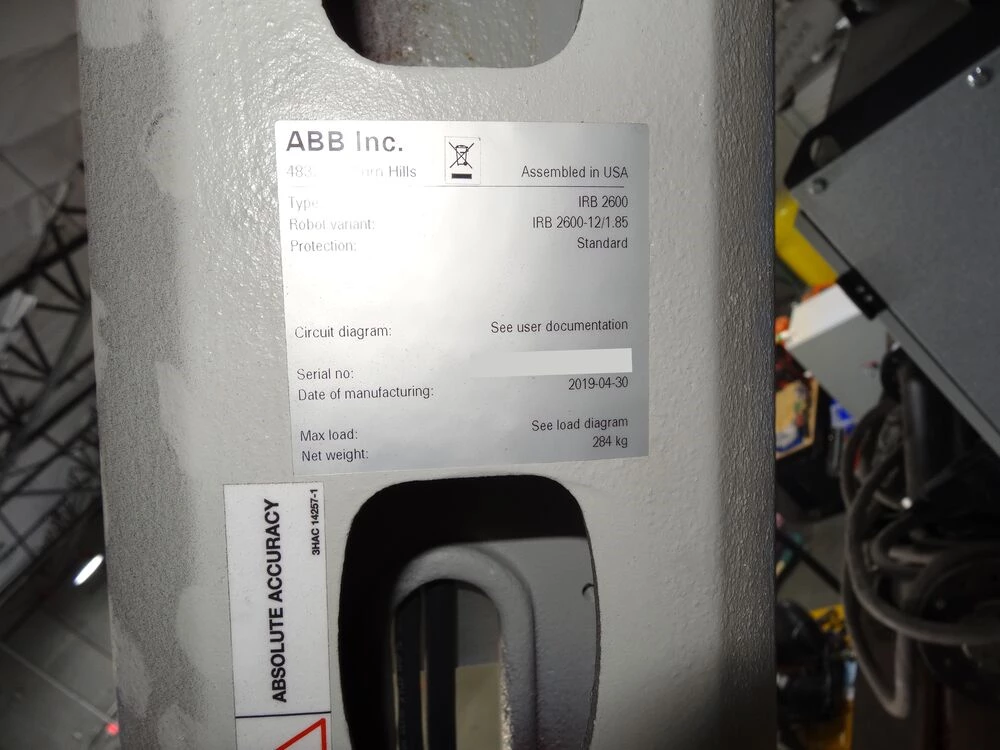 ABB Inc.
Hills
Assembled in USA
Type
IRB 2600
Robot variant:
IRB 2600-12/1.85
Protection:
Standard
Circuit diagram:
See user documentation
Serial no:
Date of manufacturing:
2019-04-30
Max load:
See load diagram
Net weight:
284 kg
ABSOLUTE ACCURACY
3HAC 14257-1